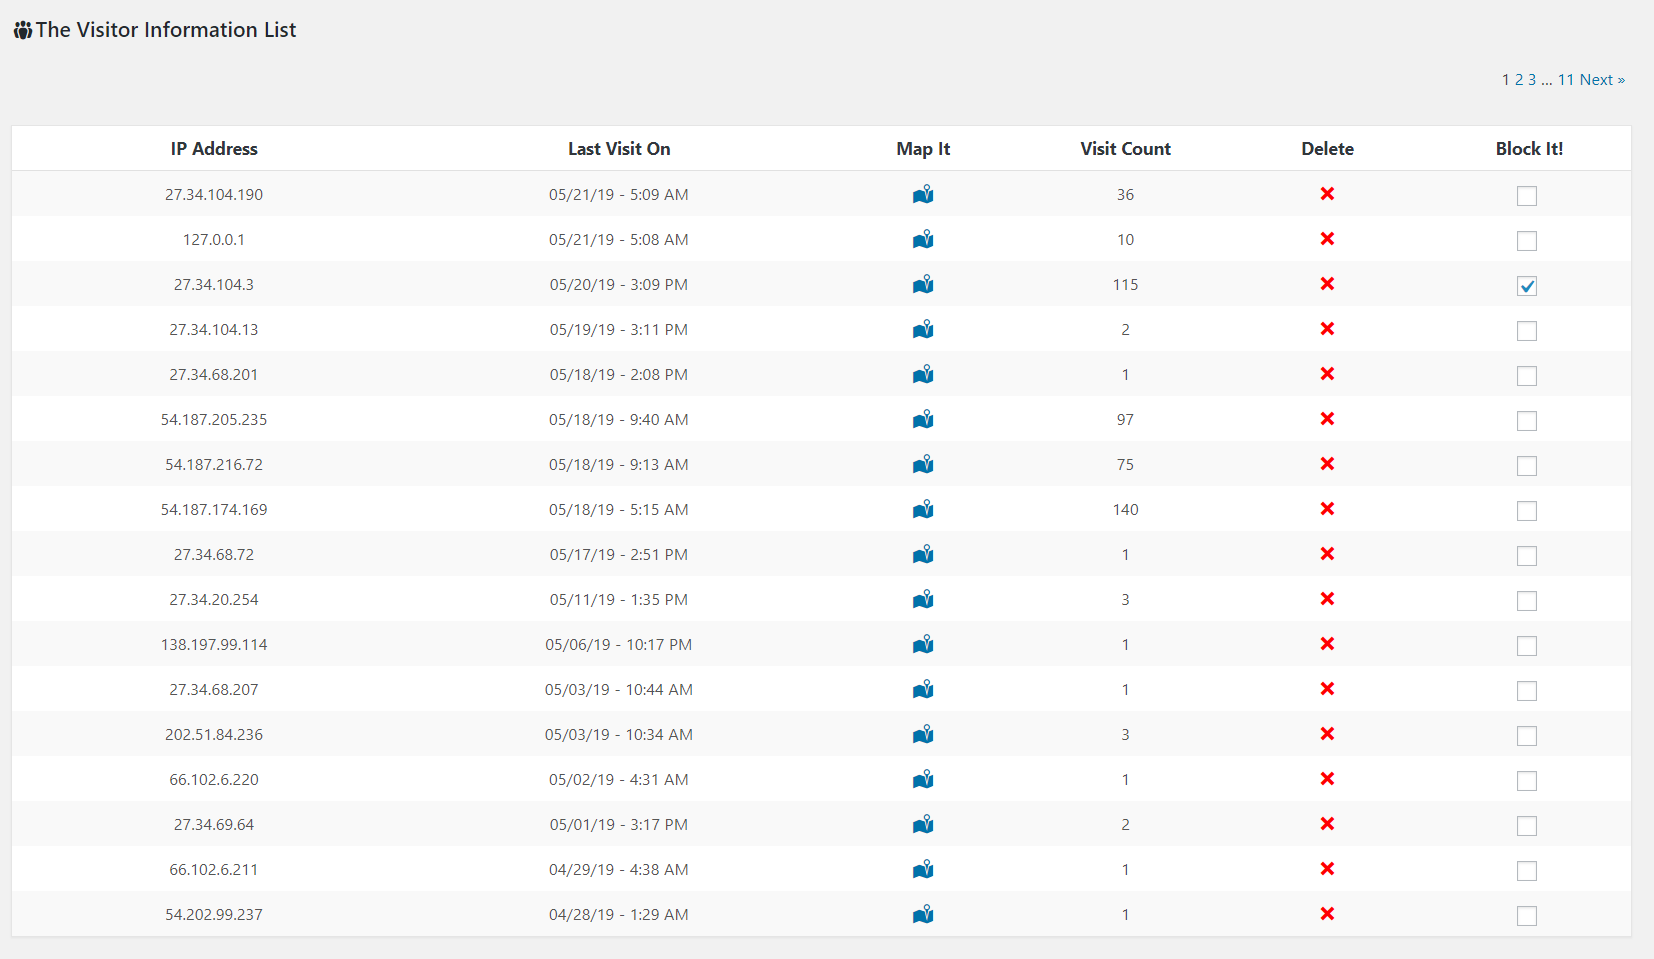 The Visitor Information List
1 2 3 ... 11 Next »
IP Address Last Visit On Map It Visit Count Delete Block It!
27.34.104.190 05/21/19 - 5:09 AM 36
127.0.0.1 05/21/19 - 5:08 AM 10
27.34.104.3 05/20/19 - 3:09 PM 115
27.34.104.13 05/19/19 - 3:11 PM 2
27.34.68.201 05/18/19 - 2:08 PM 1
54.187.205.235 05/18/19 - 9:40 AM 97
54.187.216.72 05/18/19 - 9:13 AM 75
54.187.174.169 05/18/19 - 5:15 AM 140
27.34.68.72 05/17/19 - 2:51 PM 1
27.34.20.254 05/11/19 - 1:35 PM 3
138.197.99.114 05/06/19 - 10:17 PM 1
27.34.68.207 05/03/19 - 10:44 AM 1
202.51.84.236 05/03/19 - 10:34 AM 3
66.102.6.220 05/02/19 - 4:31 AM 1
27.34.69.64 05/01/19 - 3:17 PM 2
66.102.6.211 04/29/19 - 4:38 AM 1
54.202.99.237 04/28/19 - 1:29 AM 1